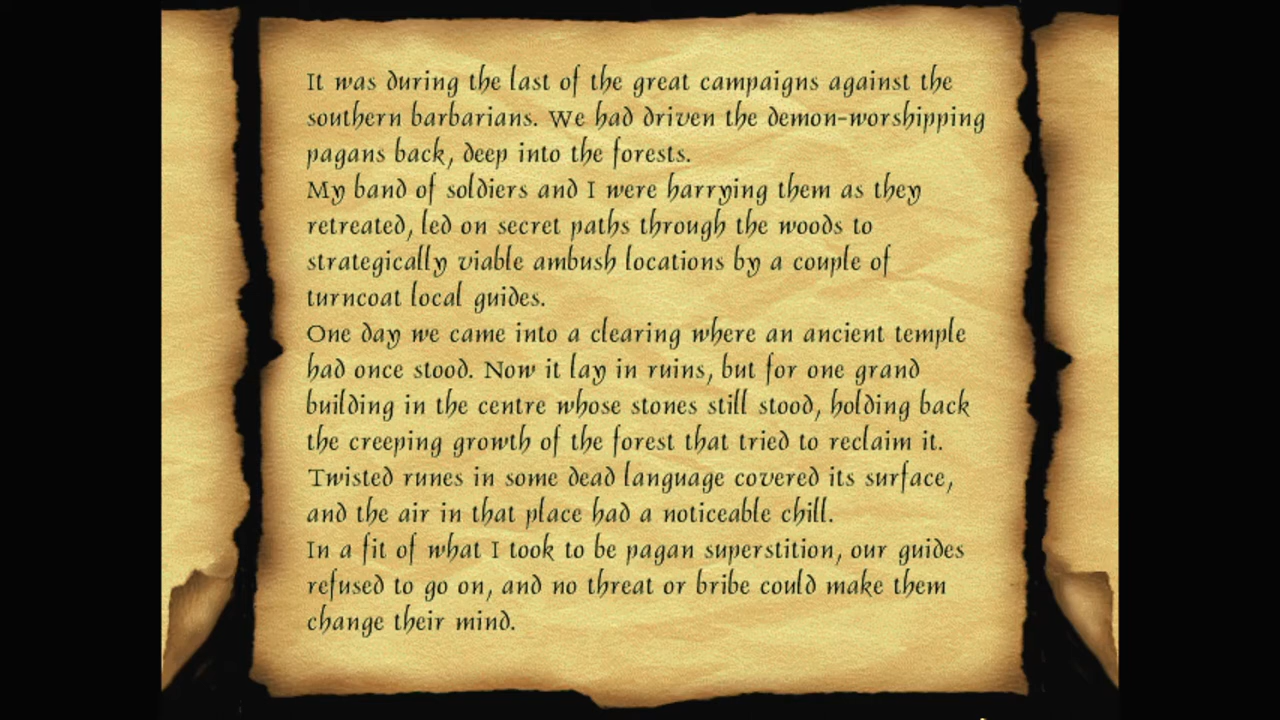 It was during the last of the great campaigns against the
southern barbarians. We had driven the demon-worshipping
pagans back, deep into the forests.
My band of soldiers and I were harrying them as they
retreated, led on secret paths through the woods to
strategically viable ambush locations by a couple of
turncoat local guides.
One day we came into a clearing where an ancient temple
had once stood. Now it lay in ruins, but for one grand
building in the centre whose stones still stood, holding back
the creeping growth of the forest that tried to reclaim it.
Twisted runes in some dead language covered its surface,
and the air in that place had a noticeable chill.
In a fit of what I took to be pagan superstition, our guides
refused to go on, and no threat or bribe could make them
change their mind.